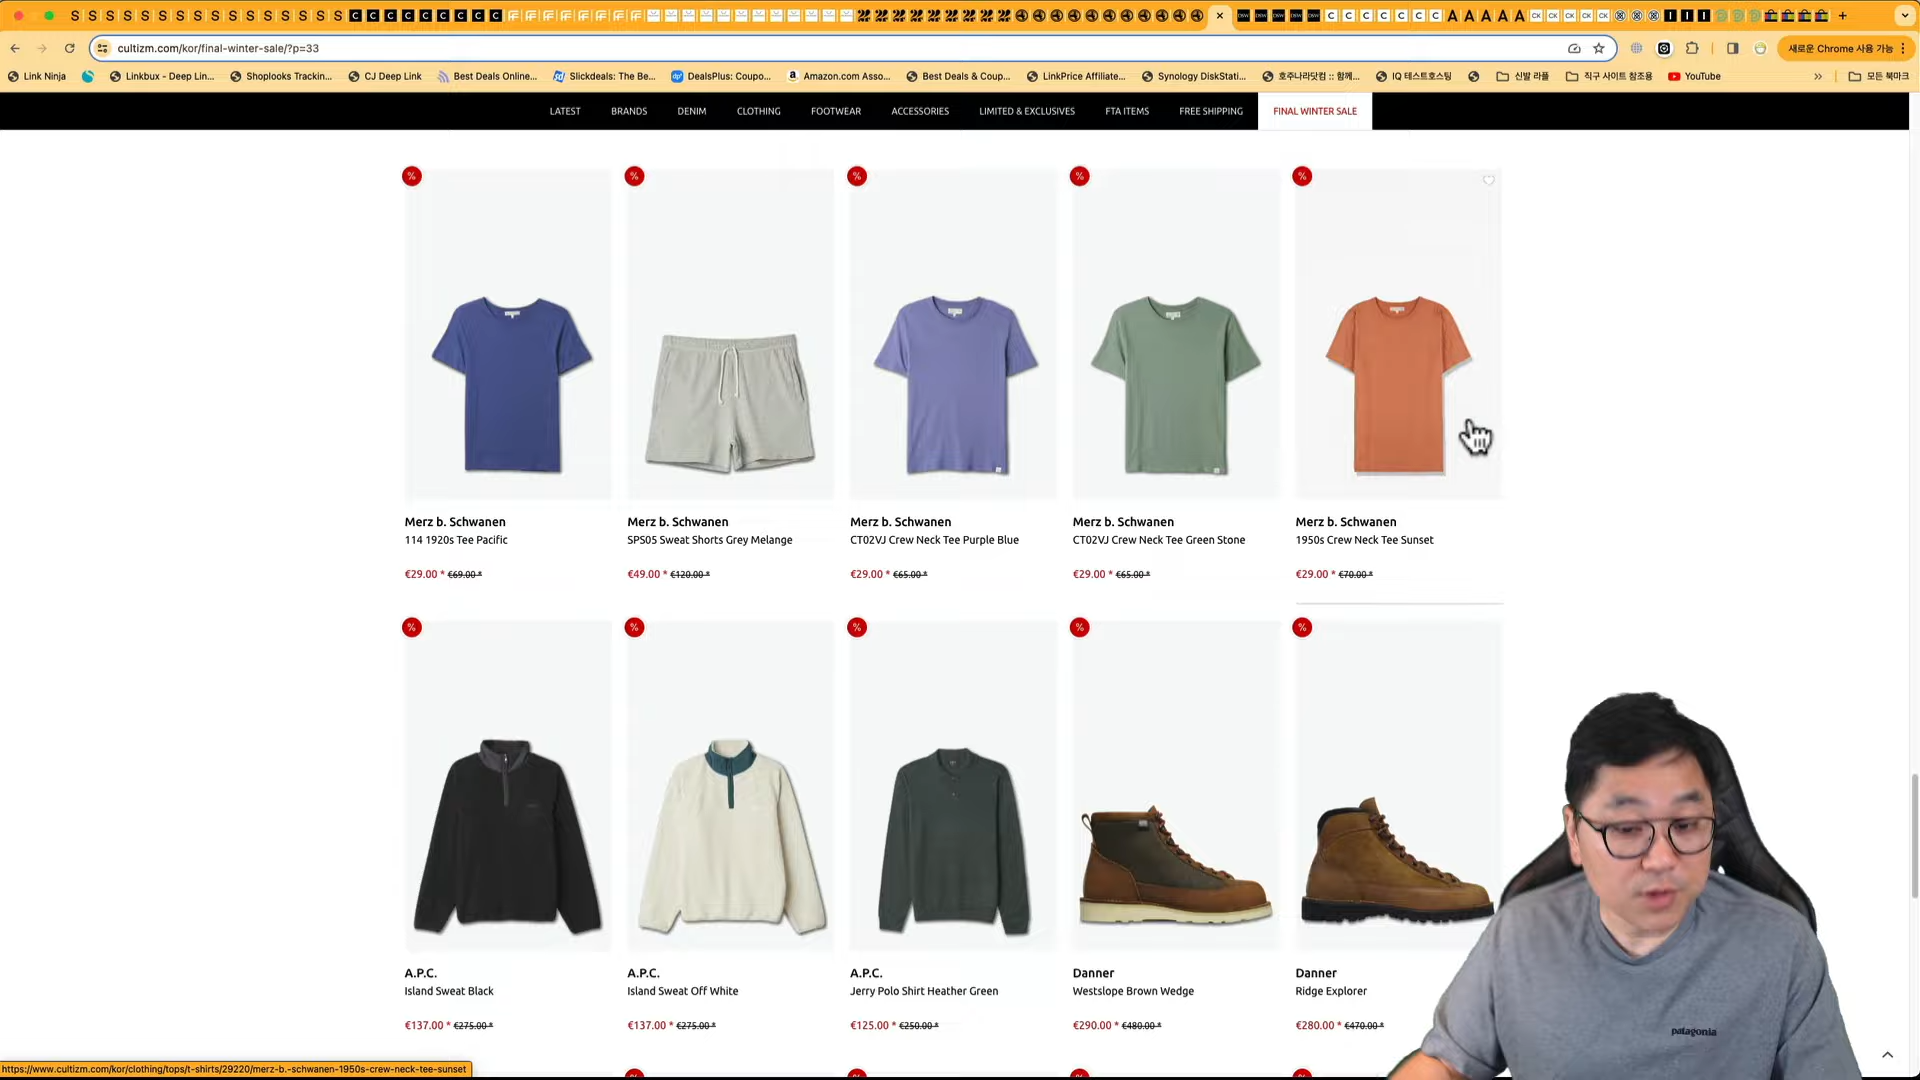 cultizm.com/kor/final-winter-sale/?p=33
새로운 Chrome 사용 가능
Link Ninja
Linkbux - Deep Lin...
Shoplooks Trackin...
CJ Deep Link
Best Deals Online...
Slickdeals: The Be...
DealsPlus: Coupo...
Amazon.com Asso...
Best Deals & Coup...
LinkPrice Affiliate...
Synology DiskStati...
호주나라닷컴 :: 함께...
IQ 테스트호스팅
신발 라플
직구 사이트 참조용
YouTube
모든 북마크
LATEST BRANDS DENIM CLOTHING FOOTWEAR ACCESSORIES LIMITED & EXCLUSIVES FTA ITEMS FREE SHIPPING FINAL WINTER SALE
% % % % %
Merz b. Schwanen
114 1920s Tee Pacific
€29.00 * €69.00 *
Merz b. Schwanen
SPS05 Sweat Shorts Grey Melange
€49.00 * €120.00 *
Merz b. Schwanen
CT02VJ Crew Neck Tee Purple Blue
€29.00 * €65.00 *
Merz b. Schwanen
CT02VJ Crew Neck Tee Green Stone
€29.00 * €65.00 *
Merz b. Schwanen
1950s Crew Neck Tee Sunset
€29.00 * €70.00 *
% % % % %
A.P.C.
Island Sweat Black
€137.00 * €275.00 *
A.P.C.
Island Sweat Off White
€137.00 * €275.00 *
A.P.C.
Jerry Polo Shirt Heather Green
€125.00 * €250.00 *
Danner
Westslope Brown Wedge
€290.00 * €480.00 *
Danner
Ridge Explorer
€280.00 * €470.00 *
patagonia
https://www.cultizm.com/kor/clothing/tops/t-shirts/29220/merz-b.-schwanen-1950s-crew-neck-tee-sunset